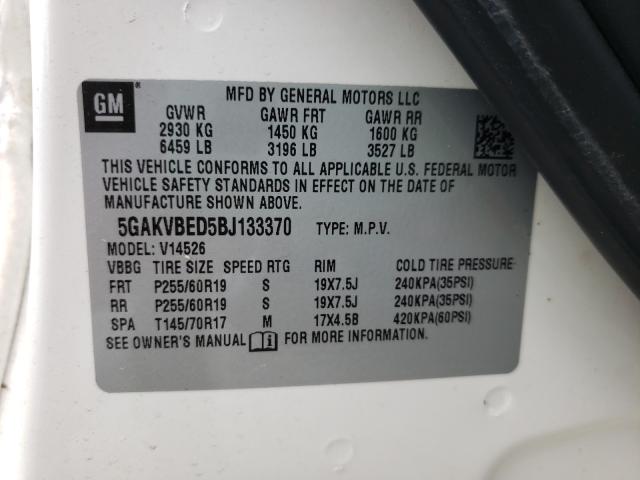 GM
MFD BY GENERAL MOTORS LLC
GVWR GAWR FRT GAWR RR
2930 KG 1450 KG 1600 KG
6459 LB 3196 LB 3527 LB
THIS VEHICLE CONFORMS TO ALL APPLICABLE U.S. FEDERAL MOTOR
VEHICLE SAFETY STANDARDS IN EFFECT ON THE DATE OF
MANUFACTURE SHOWN ABOVE.
5GAKVBED5BJ133370 TYPE: M.P.V.
MODEL: V14526
VBBG TIRE SIZE SPEED RTG RIM COLD TIRE PRESSURE
FRT P255/60R19 S 19X7.5J 240KPA(35PSI)
RR P255/60R19 S 19X7.5J 240KPA(35PSI)
SPA T145/70R17 M 17X4.5B 420KPA(60PSI)
SEE OWNER'S MANUAL i FOR MORE INFORMATION.